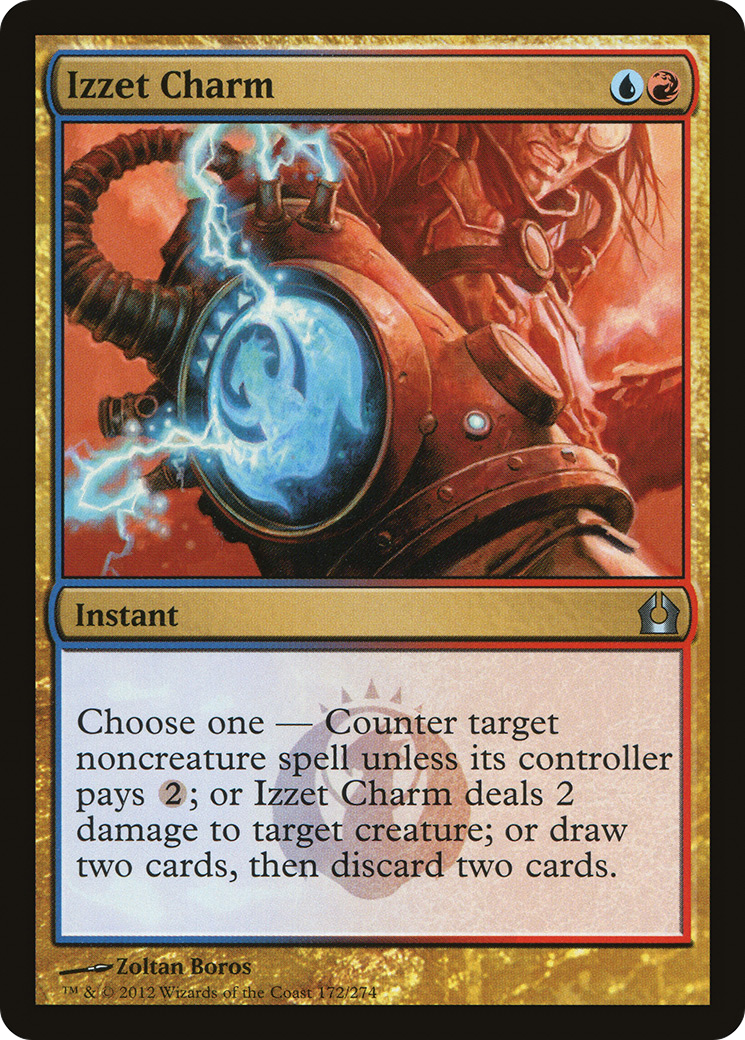 Izzet Charm
Instant
Choose one — Counter target
noncreature spell unless its controller
pays 2; or Izzet Charm deals 2
damage to target creature; or draw
two cards, then discard two cards.
Zoltan Boros
™ & © 2012 Wizards of the Coast 172/274